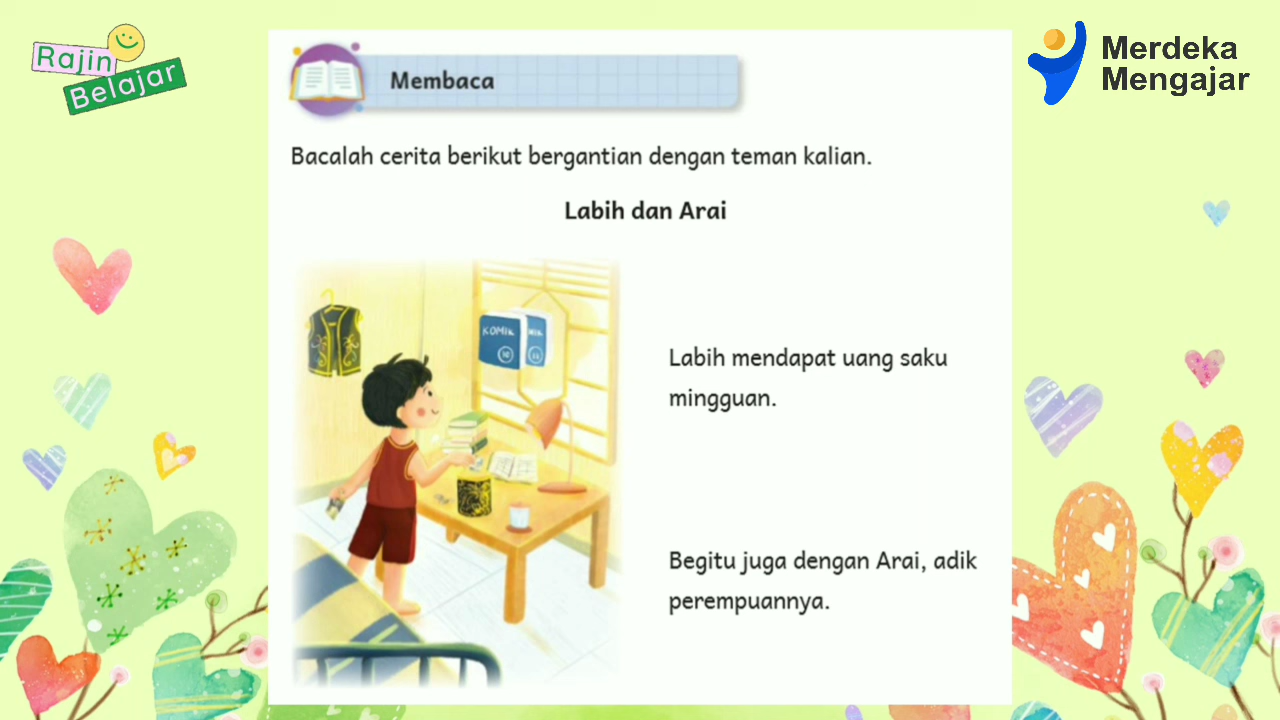 Rajin
Belajar
Merdeka
Mengajar
Membaca
Bacalah cerita berikut bergantian dengan teman kalian.
Labih dan Arai
KOMIK
Labih mendapat uang saku
mingguan.
Begitu juga dengan Arai, adik
perempuannya.